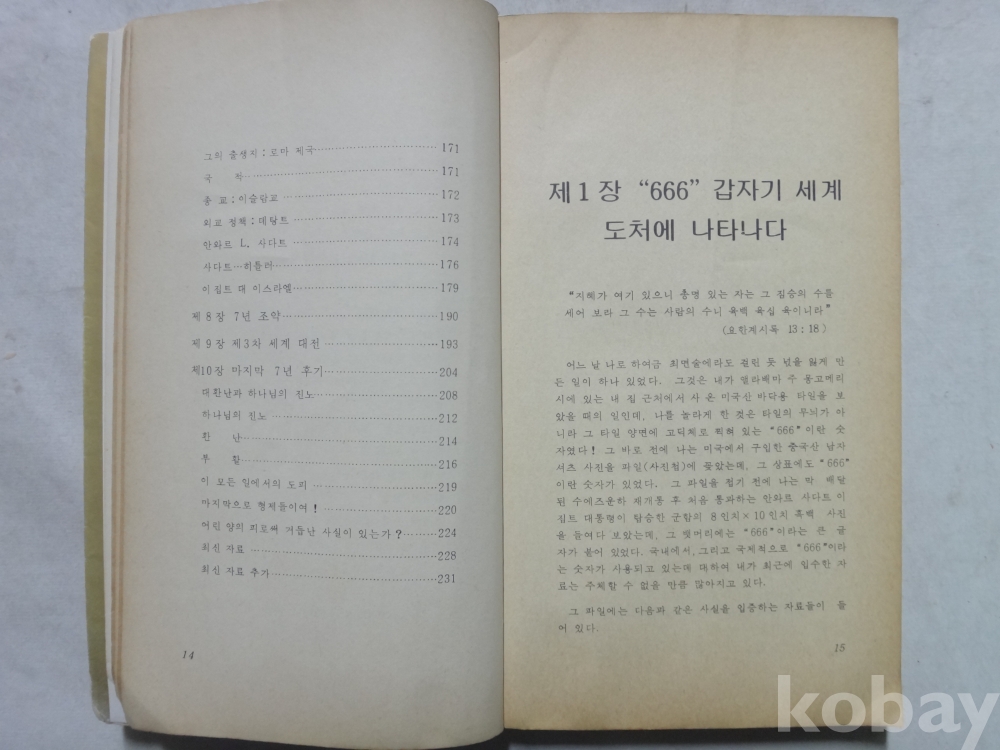 그의 출생지 : 로마 제국 171
국 적 171
종 교 : 이슬람교 172
외교 정책 : 데탕트 173
안와르 L. 사다트 174
사다트…히틀러 176
이집트 대 이스라엘 179
제 8 장 7년 조약 190
제 9 장 제3차 세계 대전 193
제10장 마지막 7년 후기 204
대환난과 하나님의 진노 208
하나님의 진노 212
환 난 214
부 활 216
이 모든 일에서의 도리 219
마지막으로 형제들이여! 220
어린 양의 피로써 거듭난 사실이 있는가? 224
최신 자료 228
최신 자료 추가 231
14
제 1 장 “666” 갑자기 세계
도처에 나타나다
“지혜가 여기 있으니 총명 있는 자는 그 짐승의 수를
세어 보라 그 수는 사람의 수니 육백 육십 육이니라”
(요한계시록 13 : 18)
어느 날 나로 하여금 최면술에라도 걸린 듯 넋을 잃게 만
든 일이 하나 있었다. 그것은 내가 앨라배마 주 몽고메리
시에 있는 내 집 근처에서 사 온 미국산 바닥용 타일을 보
았을 때의 일인데, 나를 놀라게 한 것은 타일의 무늬가 아
니라 그 타일 양면에 고딕체로 찍혀 있는 “666”이란 숫
자였다! 그 바로 전에 나는 미국에서 구입한 중국산 남자
셔츠 사진을 파일(사진첩)에 꽂았는데, 그 상표에도 “666”
이란 숫자가 있었다. 그 파일을 접기 전에 나는 막 배달
된 수에즈운하 재개통 후 처음 통과하는 안와르 사다트 이
집트 대통령이 탑승한 군함의 8인치×10인치 흑백 사진
을 들여다 보았는데, 그 뱃머리에는 “666”이라는 큰 글
자가 붙어 있었다. 국내에서, 그리고 국제적으로 “666”이라
는 숫자가 사용되고 있는데 대하여 내가 최근에 입수한 자
료는 주체할 수 없을 만큼 많아지고 있다.
그 파일에는 다음과 같은 사실을 입증하는 자료들이 들
어 있다.
15
kobay